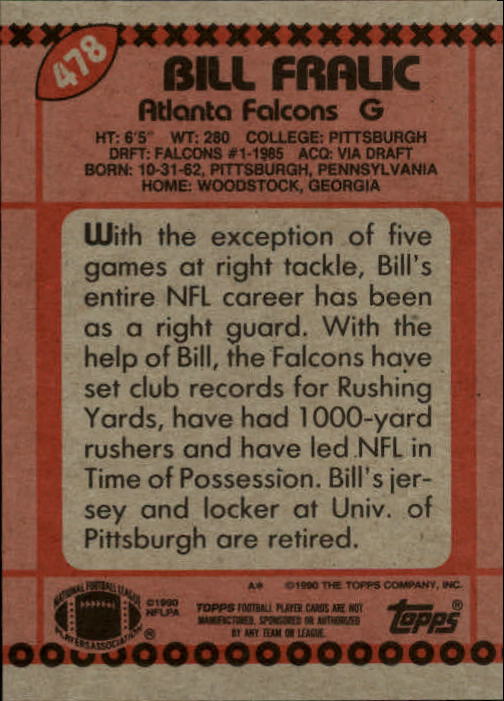 478
BILL FRALIC
Atlanta Falcons G
HT: 6'5" WT: 280 COLLEGE: PITTSBURGH
DRFT: FALCONS #1-1985 ACQ: VIA DRAFT
BORN: 10-31-62, PITTSBURGH, PENNSYLVANIA
HOME: WOODSTOCK, GEORGIA
With the exception of five
games at right tackle, Bill's
entire NFL career has been
as a right guard. With the
help of Bill, the Falcons have
set club records for Rushing
Yards, have had 1000-yard
rushers and have led NFL in
Time of Possession. Bill's jer-
sey and locker at Univ. of
Pittsburgh are retired.
A* ©1990 THE TOPPS COMPANY, INC.
NATIONAL FOOTBALL LEAGUE
PLAYERS ASSOCIATION ®
©1990
NFLPA
TOPPS FOOTBALL PLAYER CARDS ARE NOT
MANUFACTURED, SPONSORED OR AUTHORIZED
BY ANY TEAM OR LEAGUE.
Topps®